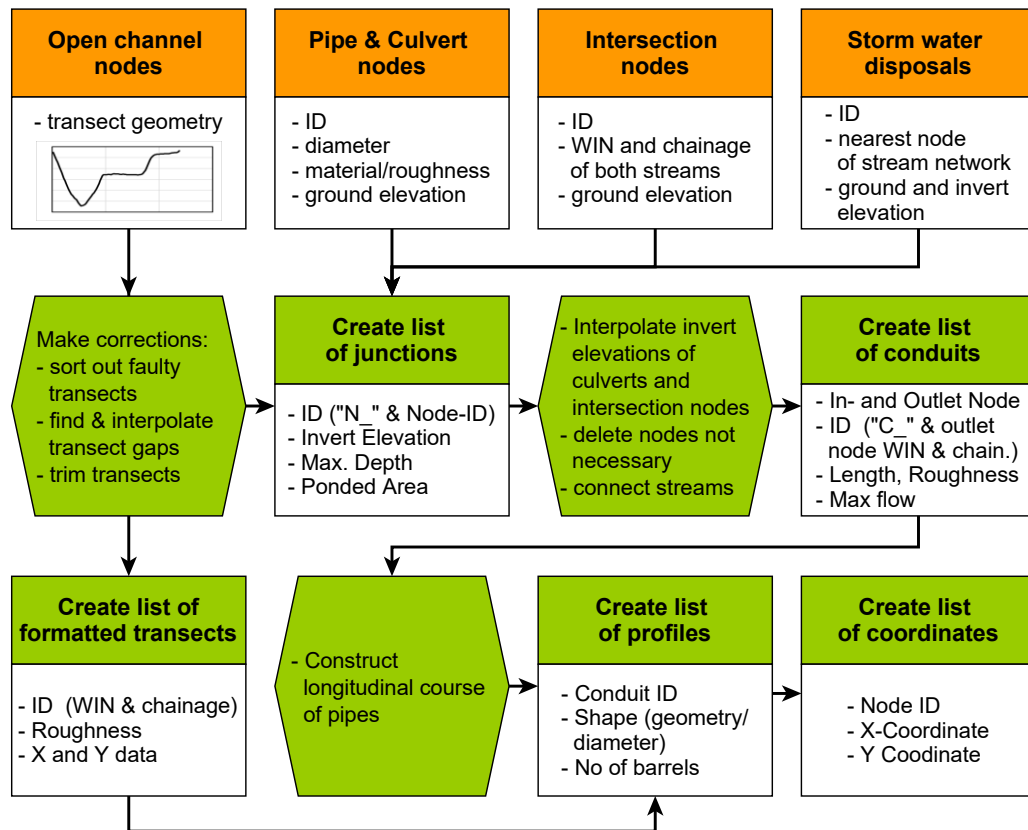 Open channel
nodes
- transect geometry
Pipe & Culvert
nodes
- ID
- diameter
- material/roughness
- ground elevation
Intersection
nodes
- ID
- WIN and chainage
of both streams
- ground elevation
Storm water
disposals
- ID
- nearest node
of stream network
- ground and invert
elevation
Make corrections:
- sort out faulty
transects
- find & interpolate
transect gaps
- trim transects
Create list
of junctions
- ID ("N_" & Node-ID)
- Invert Elevation
- Max. Depth
- Ponded Area
- Interpolate invert
elevations of
culverts and
intersection nodes
- delete nodes not
necessary
- connect streams
Create list
of conduits
- In- and Outlet Node
- ID ("C_" & outlet
node WIN & chain.)
- Length, Roughness
- Max flow
Create list of
formatted transects
- ID (WIN & chainage)
- Roughness
- X and Y data
- Construct
longitudinal course
of pipes
Create list
of profiles
- Conduit ID
- Shape (geometry/
diameter)
- No of barrels
Create list
of coordinates
- Node ID
- X-Coordinate
- Y Coodinate